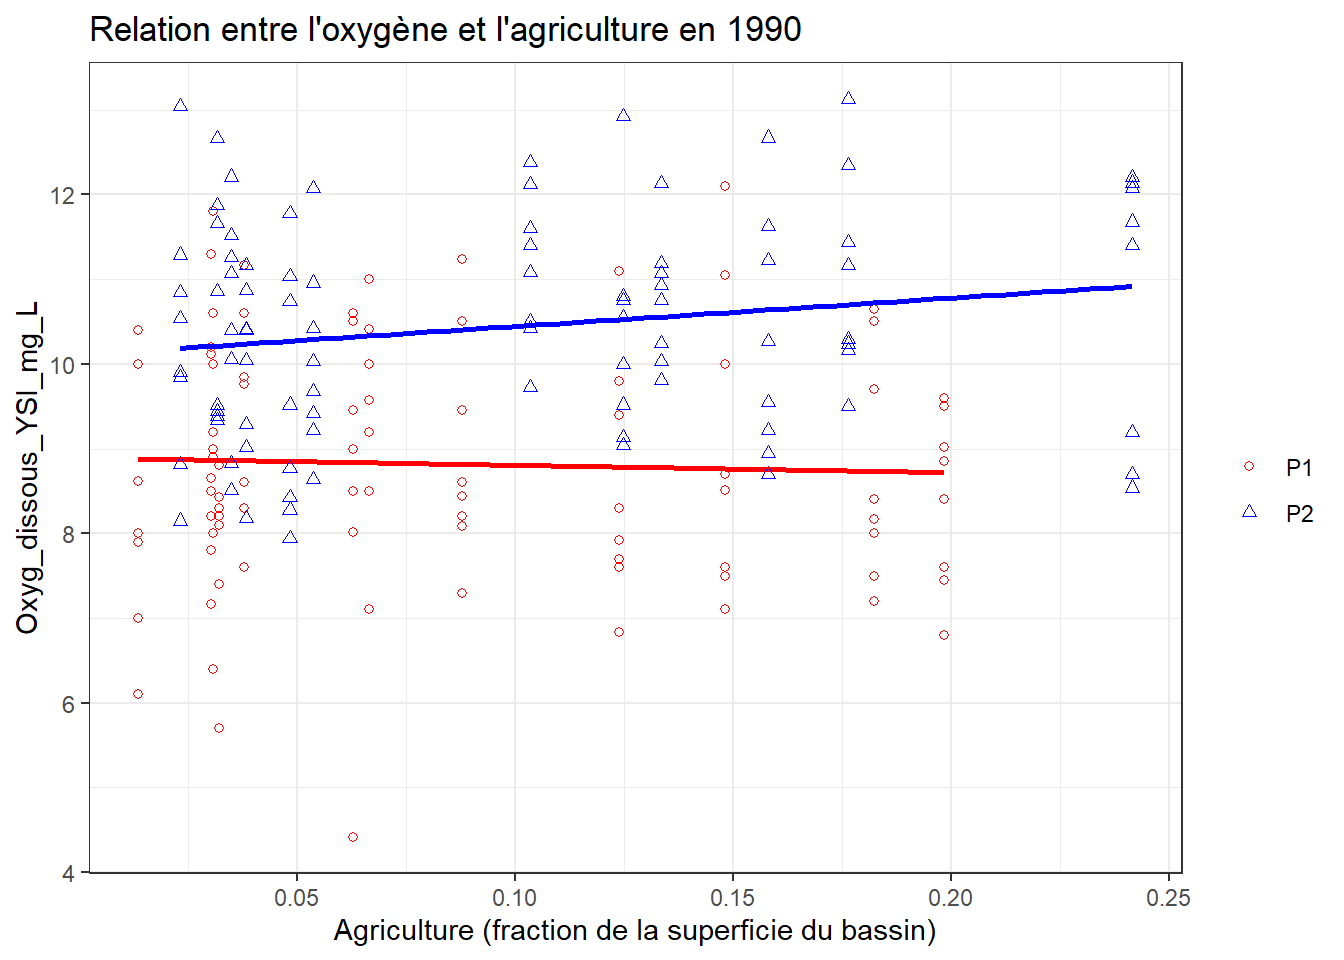 Relation entre l'oxygène et l'agriculture en 1990
Oxyg_dissous_YSI_mg_L
12
10
8
6
4
0.05 0.10 0.15 0.20 0.25
Agriculture (fraction de la superficie du bassin)
P1
P2